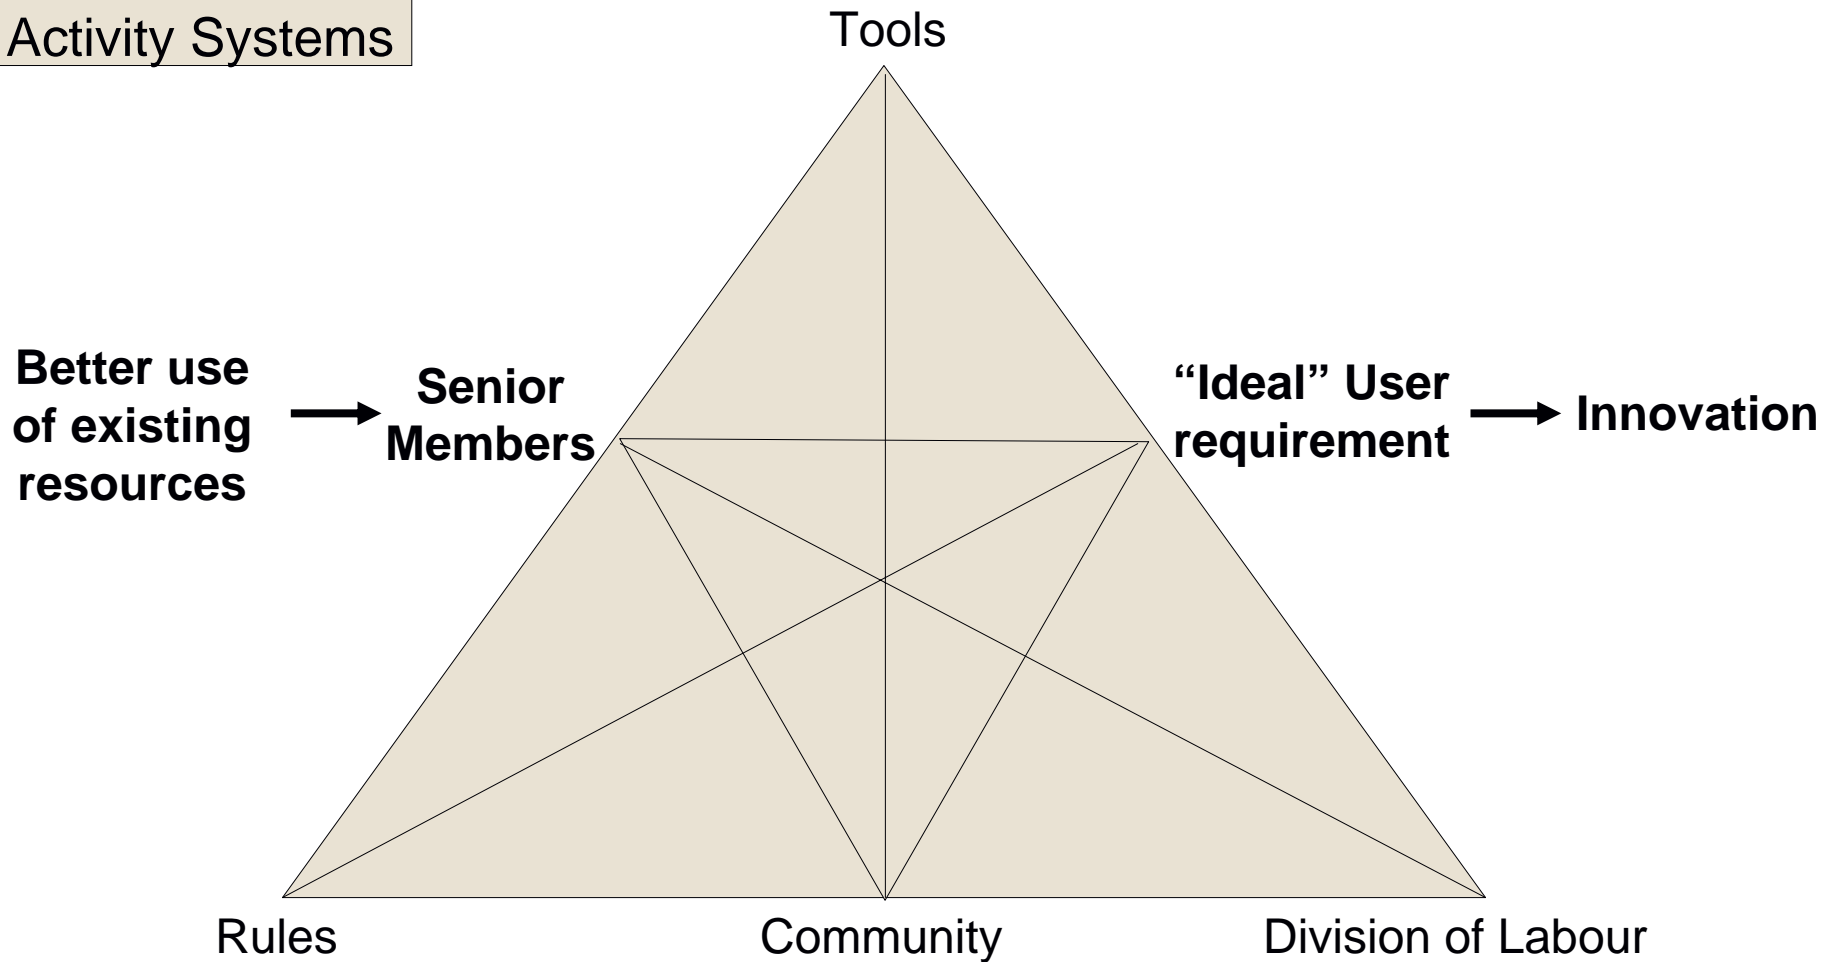 Activity Systems
Tools
Better use
of existing
resources
Senior
Members
“Ideal” User
requirement
Innovation
Rules
Community
Division of Labour